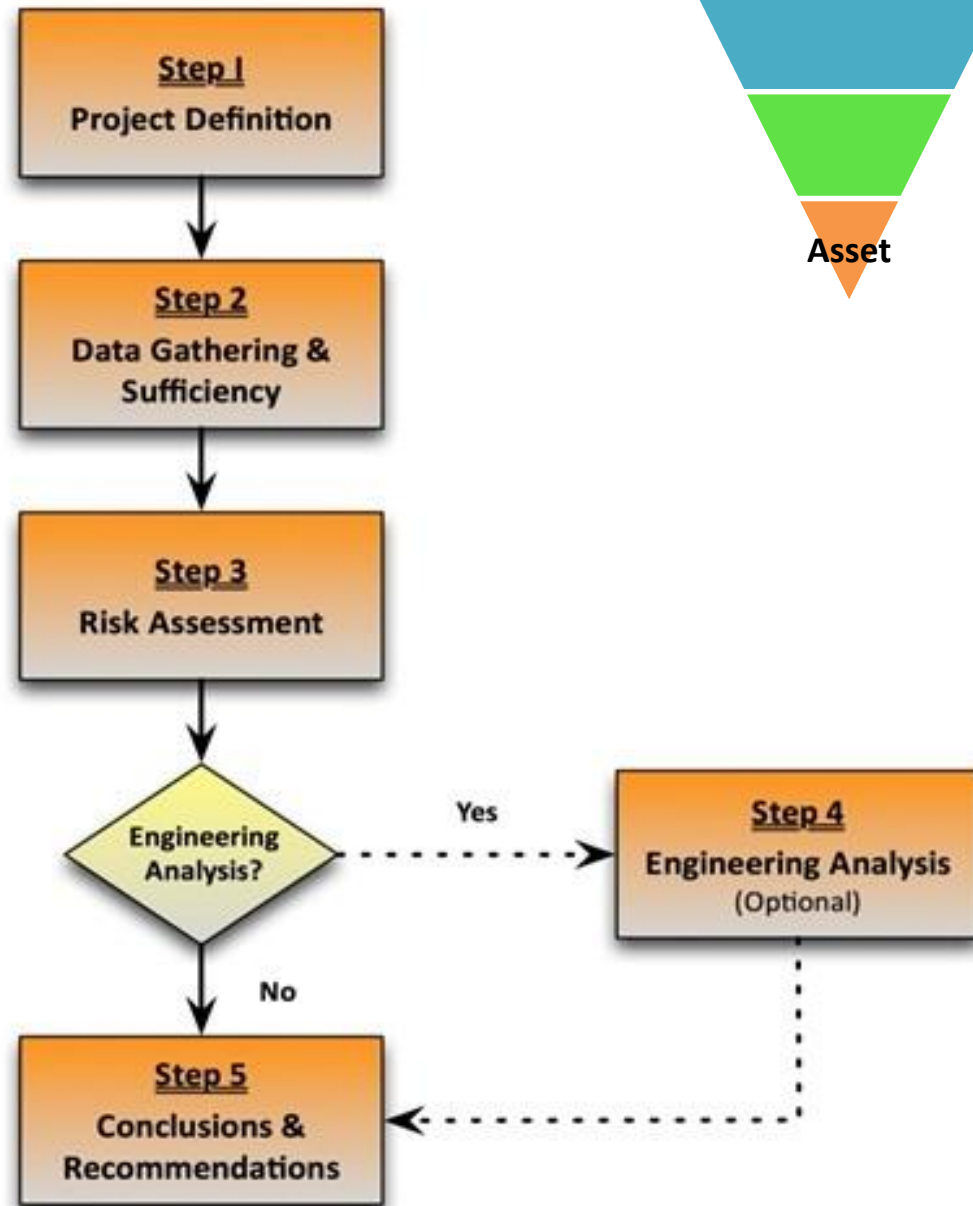 Step I
Project Definition
Asset
Step 2
Data Gathering &
Sufficiency
Step 3
Risk Assessment
Engineering
Analysis?
Yes
Step 4
Engineering Analysis
(Optional)
No
Step 5
Conclusions &
Recommendations